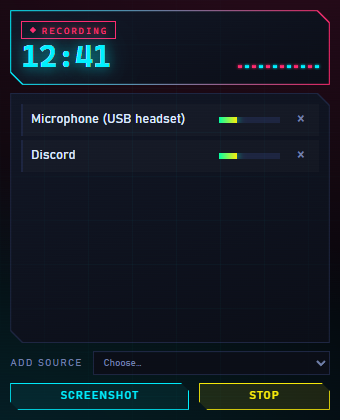 RECORDING
12:41
Microphone (USB headset) ×
Discord ×
ADD SOURCE Choose...
SCREENSHOT STOP